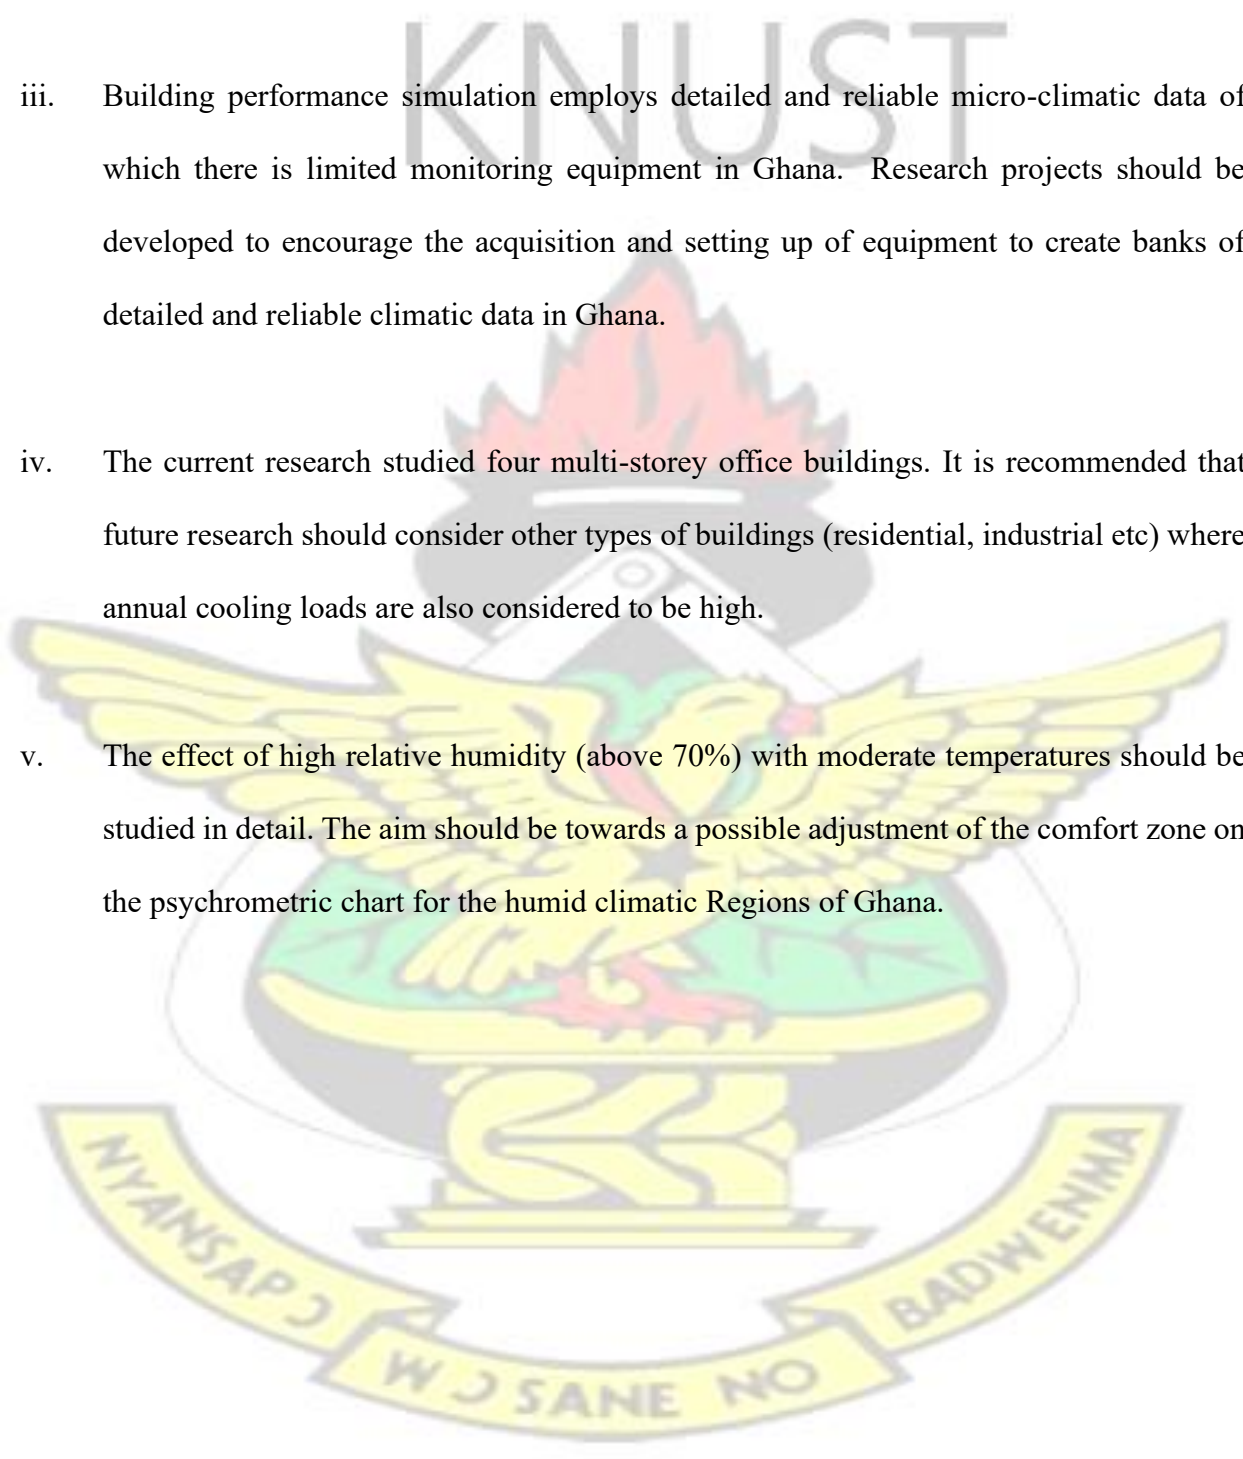 KNUST
iii. Building performance simulation employs detailed and reliable micro-climatic data of
which there is limited monitoring equipment in Ghana.  Research projects should be
developed to encourage the acquisition and setting up of equipment to create banks of
detailed and reliable climatic data in Ghana.
iv. The current research studied four multi-storey office buildings. It is recommended that
future research should consider other types of buildings (residential, industrial etc) where
annual cooling loads are also considered to be high.
v. The effect of high relative humidity (above 70%) with moderate temperatures should be
studied in detail. The aim should be towards a possible adjustment of the comfort zone on
the psychrometric chart for the humid climatic Regions of Ghana.
NYANSAPƆ
WƆ SANE NO
BADWENMA